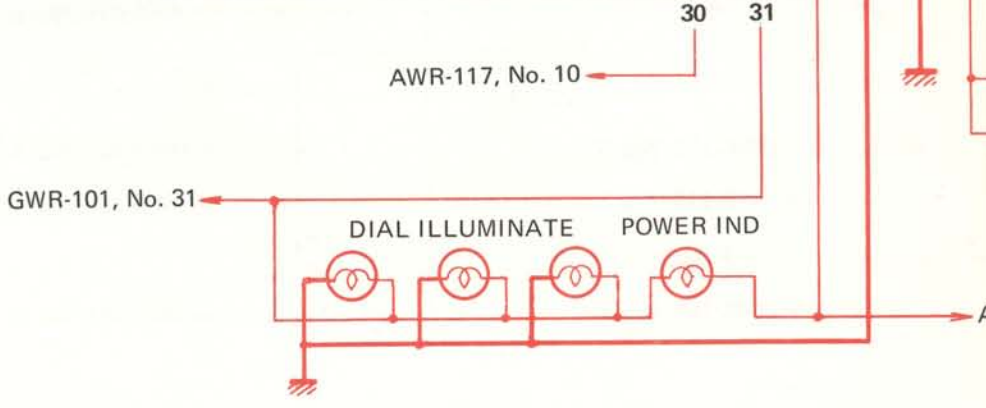 30 31
AWR-117, No. 10
GWR-101, No. 31
DIAL ILLUMINATE POWER IND
A